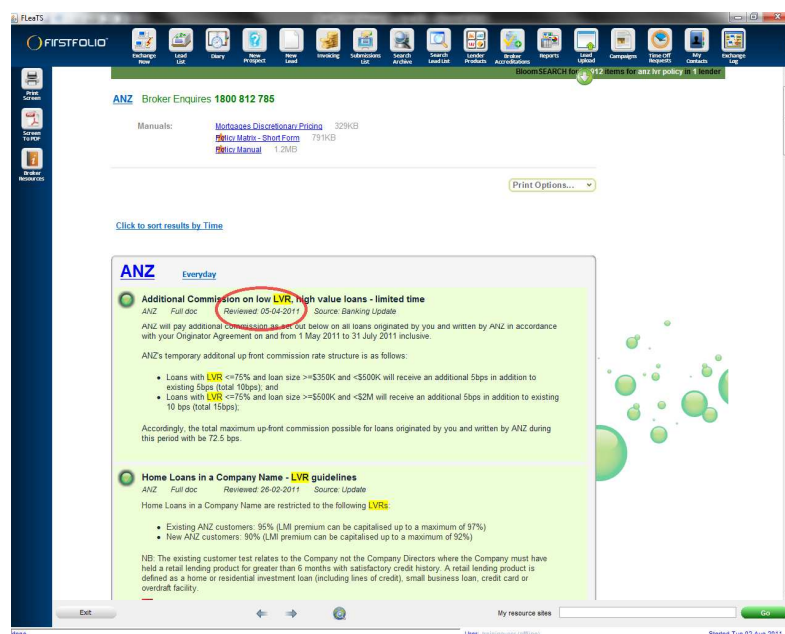 FLeaTS
FIRSTFOLIO
Exchange New
Lead List
Diary
New Prospect
New Lead
Invoicing
Submissions List
Search Archive
Search Lead List
Lender Products
Broker Accreditations
Reports
Lead Upload
Campaigns
Time Off Requests
My Contacts
Exchange Log
Print Screen
Screen To PDF
Broker Resources
BloomSEARCH for 912 items for anz lvr policy in 1 lender
ANZ Broker Enquires 1800 812 785
Manuals: Mortgages Discretionary Pricing 329KB
Policy Matrix - Short Form 791KB
Policy Manual 1.2MB
Print Options...
Click to sort results by Time
ANZ Everyday
Additional Commission on low LVR, high value loans - limited time
ANZ Full doc Reviewed: 05-04-2011 Source: Banking Update
ANZ will pay additional commission as set out below on all loans originated by you and written by ANZ in accordance
with your Originator Agreement on and from 1 May 2011 to 31 July 2011 inclusive.
ANZ's temporary additonal up front commission rate structure is as follows:
• Loans with LVR <=75% and loan size >=$350K and <$500K will receive an additional 5bps in addition to
existing 5bps (total 10bps); and
• Loans with LVR <=75% and loan size >=$500K and <$2M will receive an additional 5bps in addition to existing
10 bps (total 15bps);
Accordingly, the total maximum up-front commission possible for loans originated by you and written by ANZ during
this period with be 72.5 bps.
Home Loans in a Company Name - LVR guidelines
ANZ Full doc Reviewed: 26-02-2011 Source: Update
Home Loans in a Company Name are restricted to the following LVRs:
• Existing ANZ customers: 95% (LMI premium can be capitalised up to a maximum of 97%)
• New ANZ customers: 90% (LMI premium can be capitalised up to a maximum of 92%)
NB: The existing customer test relates to the Company not the Company Directors where the Company must have
held a retail lending product for greater than 6 months with satisfactory credit history. A retail lending product is
defined as a home or residential investment loan (including lines of credit), small business loan, credit card or
overdraft facility.
Exit
My resource sites
Go
Started Tue 02 Aug 2011